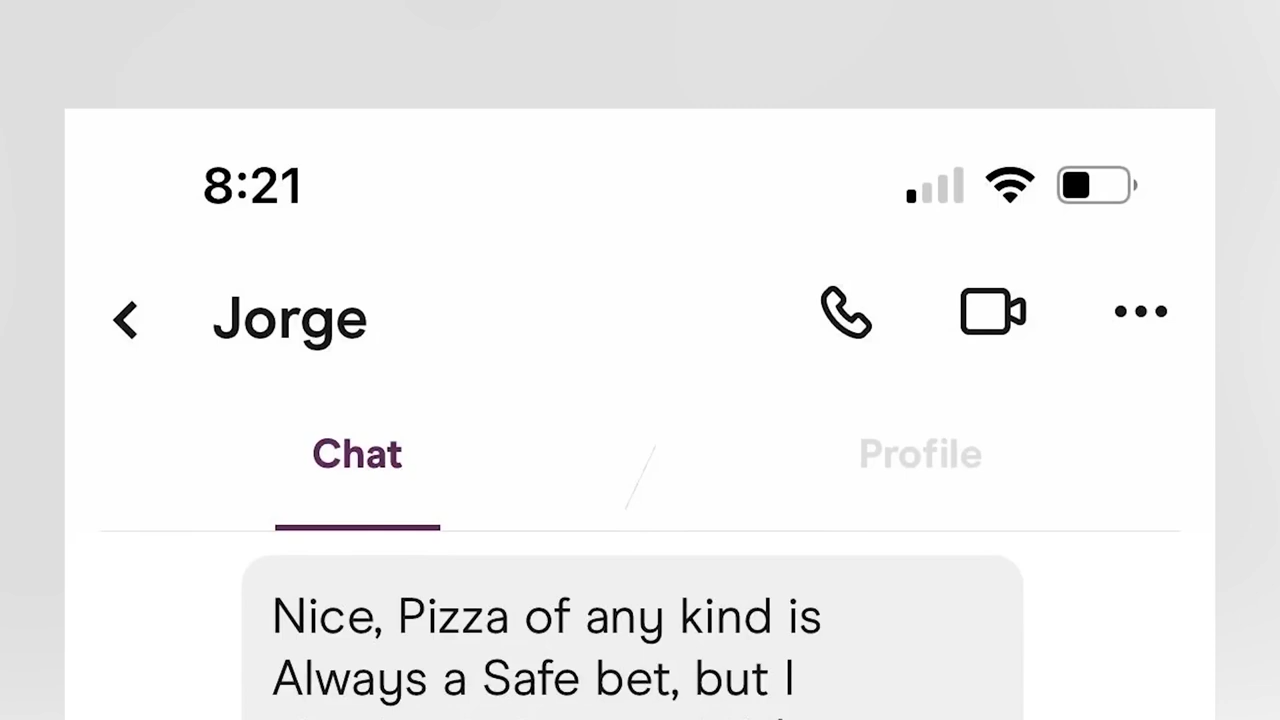 8:21
Jorge
Chat
Profile
Nice, Pizza of any kind is
Always a Safe bet, but I